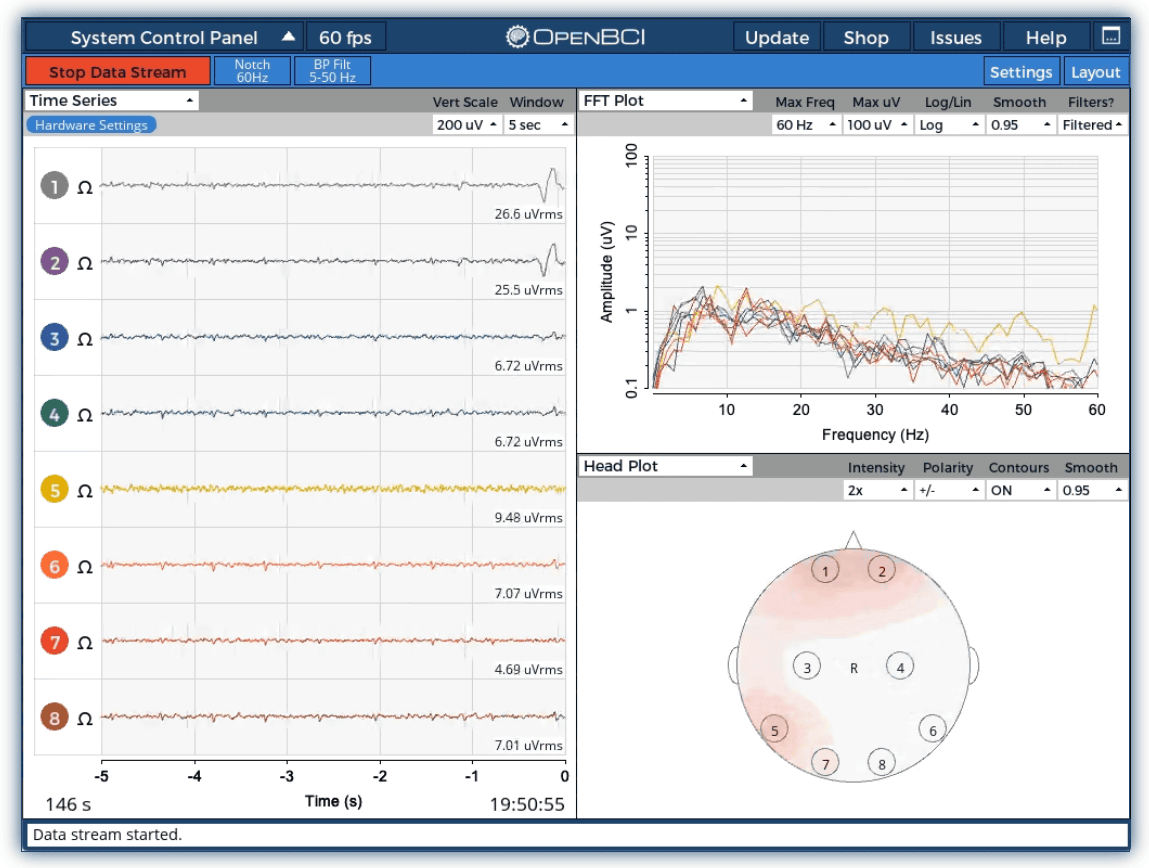 System Control Panel 60 fps OPENBCI Update Shop Issues Help
Stop Data Stream Notch 60Hz BP Filt 5-50 Hz Settings Layout
Time Series Vert Scale Window
Hardware Settings 200 uV 5 sec
1 Ω 26.6 uVrms
2 Ω 25.5 uVrms
3 Ω 6.72 uVrms
4 Ω 6.72 uVrms
5 Ω 9.48 uVrms
6 Ω 7.07 uVrms
7 Ω 4.69 uVrms
8 Ω 7.01 uVrms
-5 -4 -3 -2 -1 0
146 s Time (s) 19:50:55
FFT Plot Max Freq Max uV Log/Lin Smooth Filters?
60 Hz 100 uV Log 0.95 Filtered
Amplitude (uV)
100
10
1
0.1
10 20 30 40 50 60
Frequency (Hz)
Head Plot Intensity Polarity Contours Smooth
2x +/- ON 0.95
1 2
3 R 4
5 6
7 8
Data stream started.